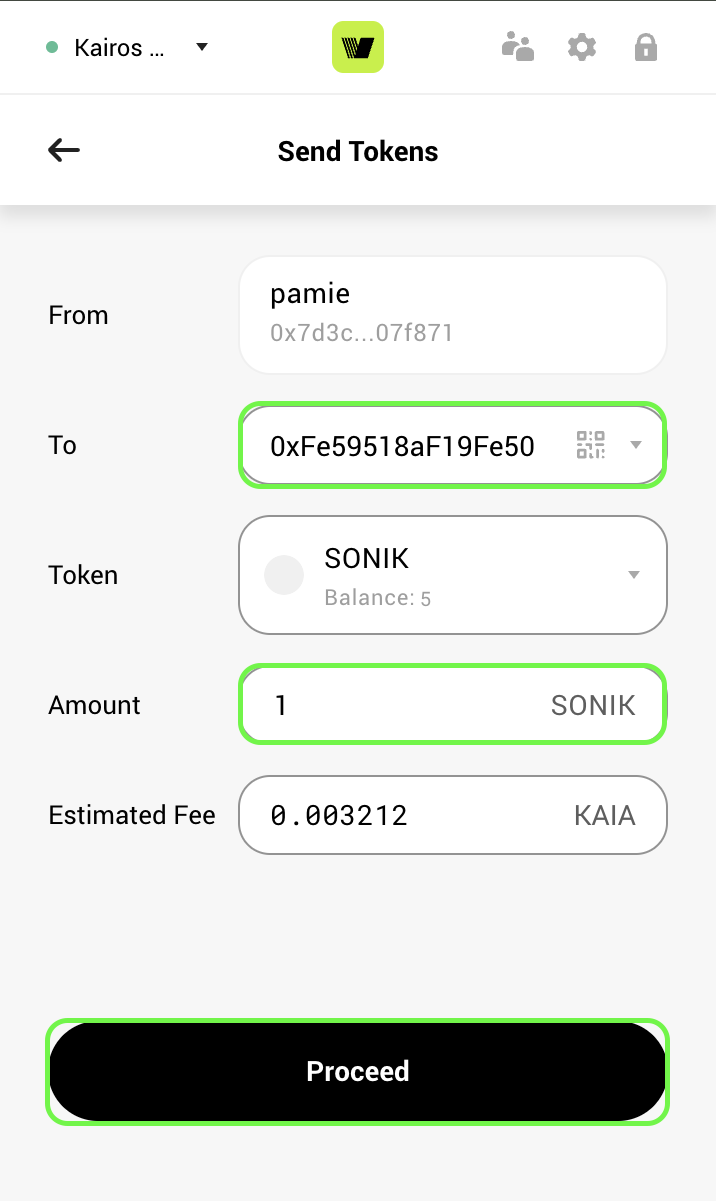 Kairos ...
Send Tokens
From
pamie
0x7d3c...07f871
To
0xFe59518aF19Fe50
Token
SONIK
Balance: 5
Amount
1
SONIK
Estimated Fee
0.003212
KAIA
Proceed